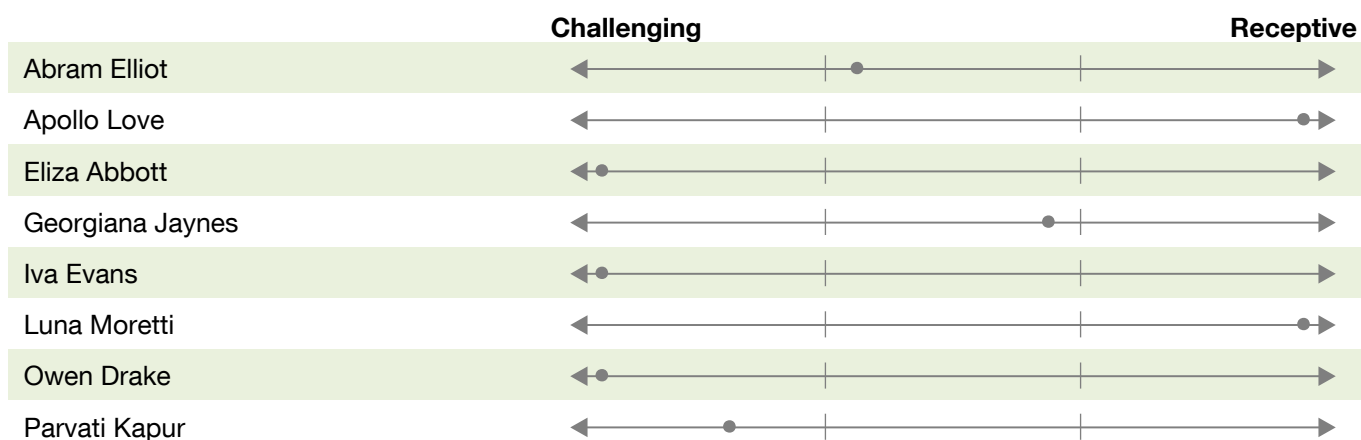 Challenging Receptive
Abram Elliot
Apollo Love
Eliza Abbott
Georgiana Jaynes
Iva Evans
Luna Moretti
Owen Drake
Parvati Kapur